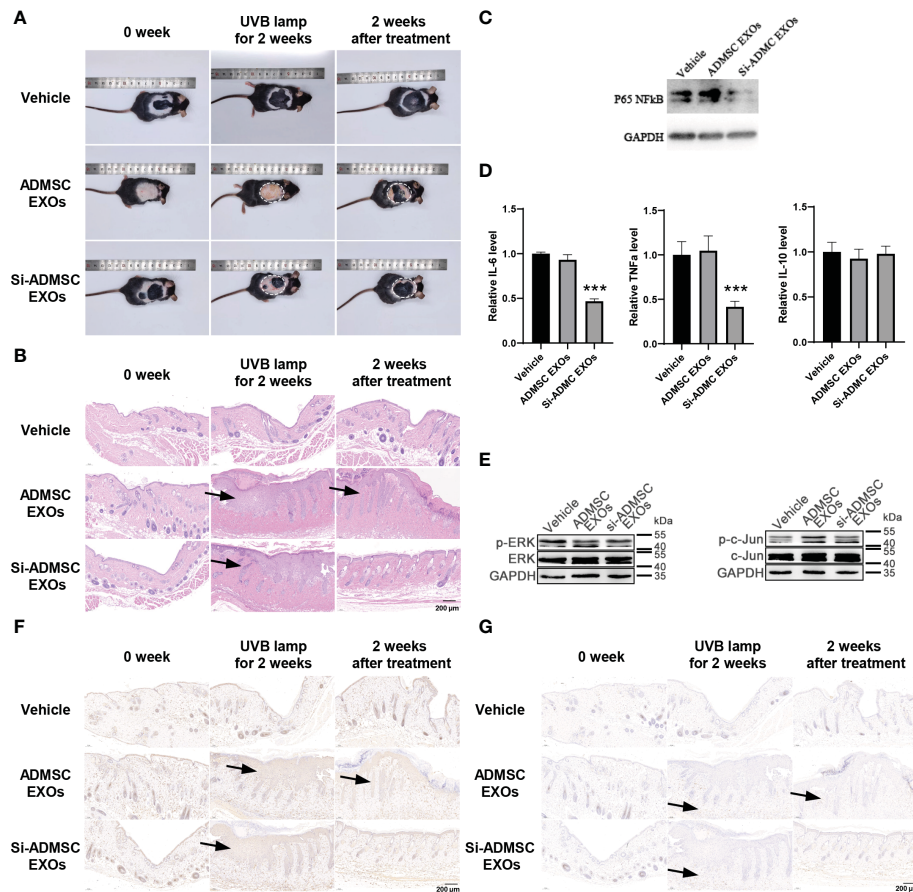 A
0 week
UVB lamp
for 2 weeks
2 weeks
after treatment
Vehicle
ADMSC
EXOs
Si-ADMSC
EXOs
B
0 week
UVB lamp
for 2 weeks
2 weeks
after treatment
Vehicle
ADMSC
EXOs
Si-ADMSC
EXOs
200 μm
C
Vehicle
ADMSC EXOs
Si-ADMC EXOs
P65 NFkB
GAPDH
D
Relative IL-6 level
1.5
1.0
0.5
0.0
***
Vehicle
ADMSC EXOs
Si-ADMC EXOs
Relative TNFa level
1.5
1.0
0.5
0.0
***
Vehicle
ADMSC EXOs
Si-ADMC EXOs
Relative IL-10 level
1.5
1.0
0.5
0.0
Vehicle
ADMSC EXOs
Si-ADMC EXOs
E
Vehicle
ADMSC
EXOs
si-ADMSC
EXOs
kDa
p-ERK
ERK
GAPDH
55
40
55
40
35
Vehicle
ADMSC
EXOs
si-ADMSC
EXOs
kDa
p-c-Jun
c-Jun
GAPDH
55
40
55
40
35
F
0 week
UVB lamp
for 2 weeks
2 weeks
after treatment
Vehicle
ADMSC
EXOs
Si-ADMSC
EXOs
200 μm
G
0 week
UVB lamp
for 2 weeks
2 weeks
after treatment
Vehicle
ADMSC
EXOs
Si-ADMSC
EXOs
200 μm